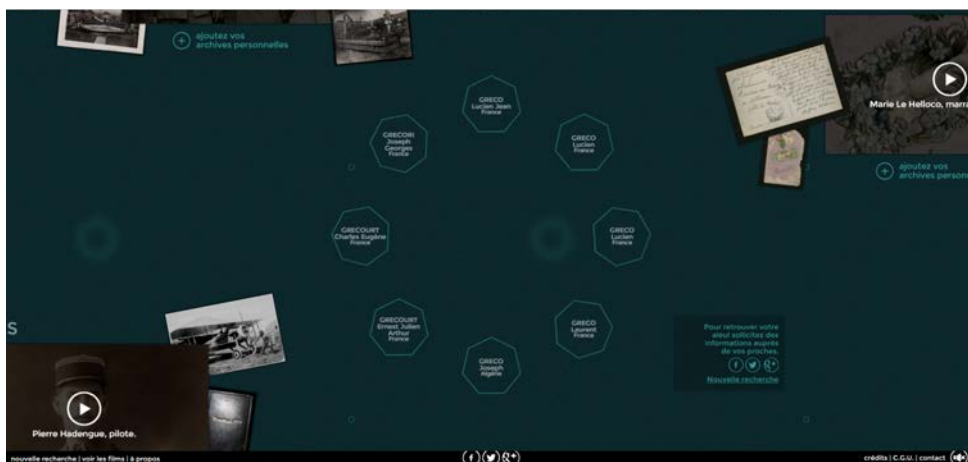 ajoutez vos
archives personnelles
GRECO
Lucien Jean
France
GRECORI
Joseph
Georges
France
GRECO
Lucien
France
Marie Le Helloco, marra
ajoutez vos
archives personn
GRECOURT
Charles Eugène
France
GRECO
Lucien
France
S
GRECOURT
Ernest Julien
Arthur
France
GRECO
Laurent
France
GRECO
Joseph
Algérie
Pour retrouver votre
aïeul sollicitez des
informations auprès
de vos proches.
Nouvelle recherche
Pierre Hadengue, pilote.
nouvelle recherche | voir les films | à propos
crédits | C.G.U. | contact